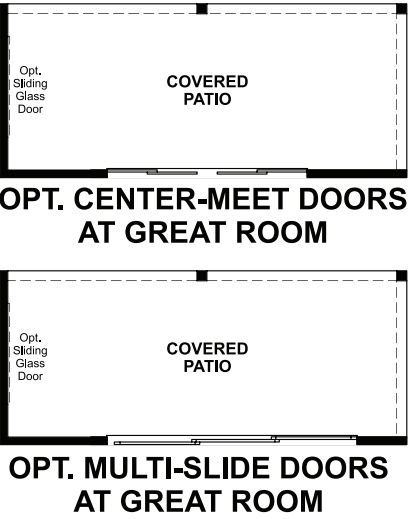 Opt.
Sliding
Glass
Door
COVERED
PATIO
OPT. CENTER-MEET DOORS
AT GREAT ROOM
Opt.
Sliding
Glass
Door
COVERED
PATIO
OPT. MULTI-SLIDE DOORS
AT GREAT ROOM